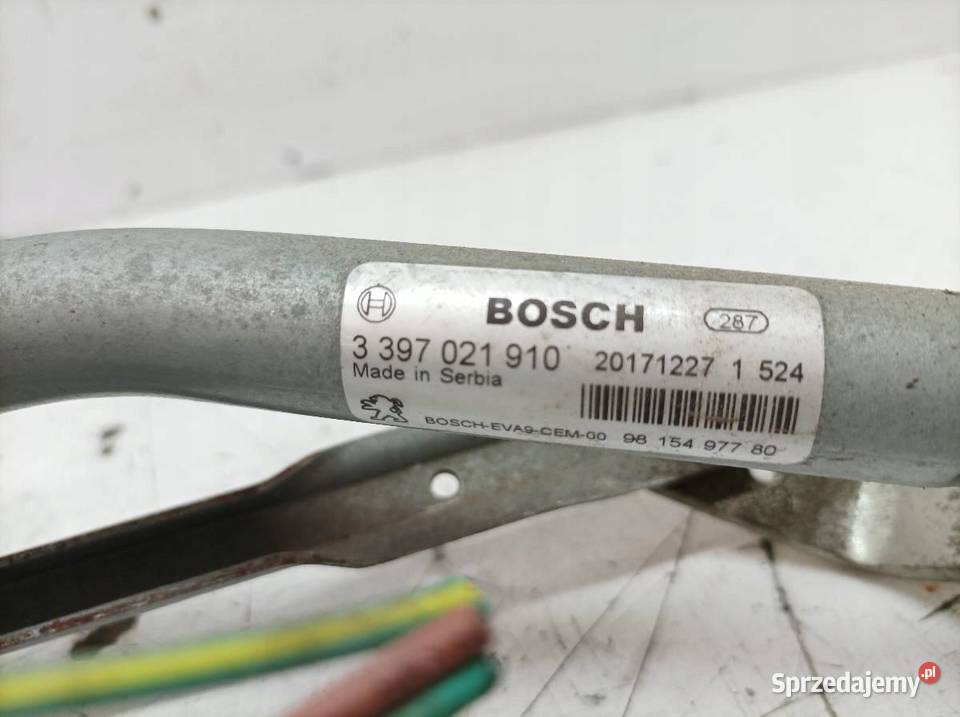 BOSCH 287
3 397 021 910 20171227 1 524
Made in Serbia
BOSCH-EVA9-CEM-00 98 154 977 80
Sprzedajemy.pl